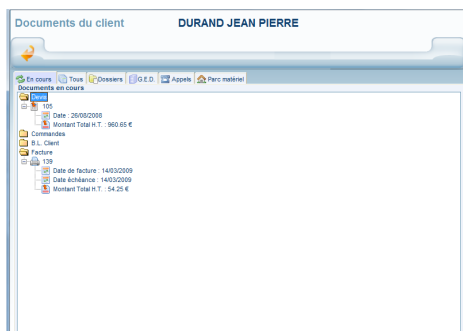 Documents du client DURAND JEAN PIERRE
En cours Tous Dossiers G.E.D. Appels Parc matériel
Documents en cours
Devis
105
Date : 26/08/2008
Montant Total H.T. : 960.65 €
Commandes
B.L. Client
Facture
139
Date de facture : 14/03/2009
Date échéance : 14/03/2009
Montant Total H.T. : 54.25 €